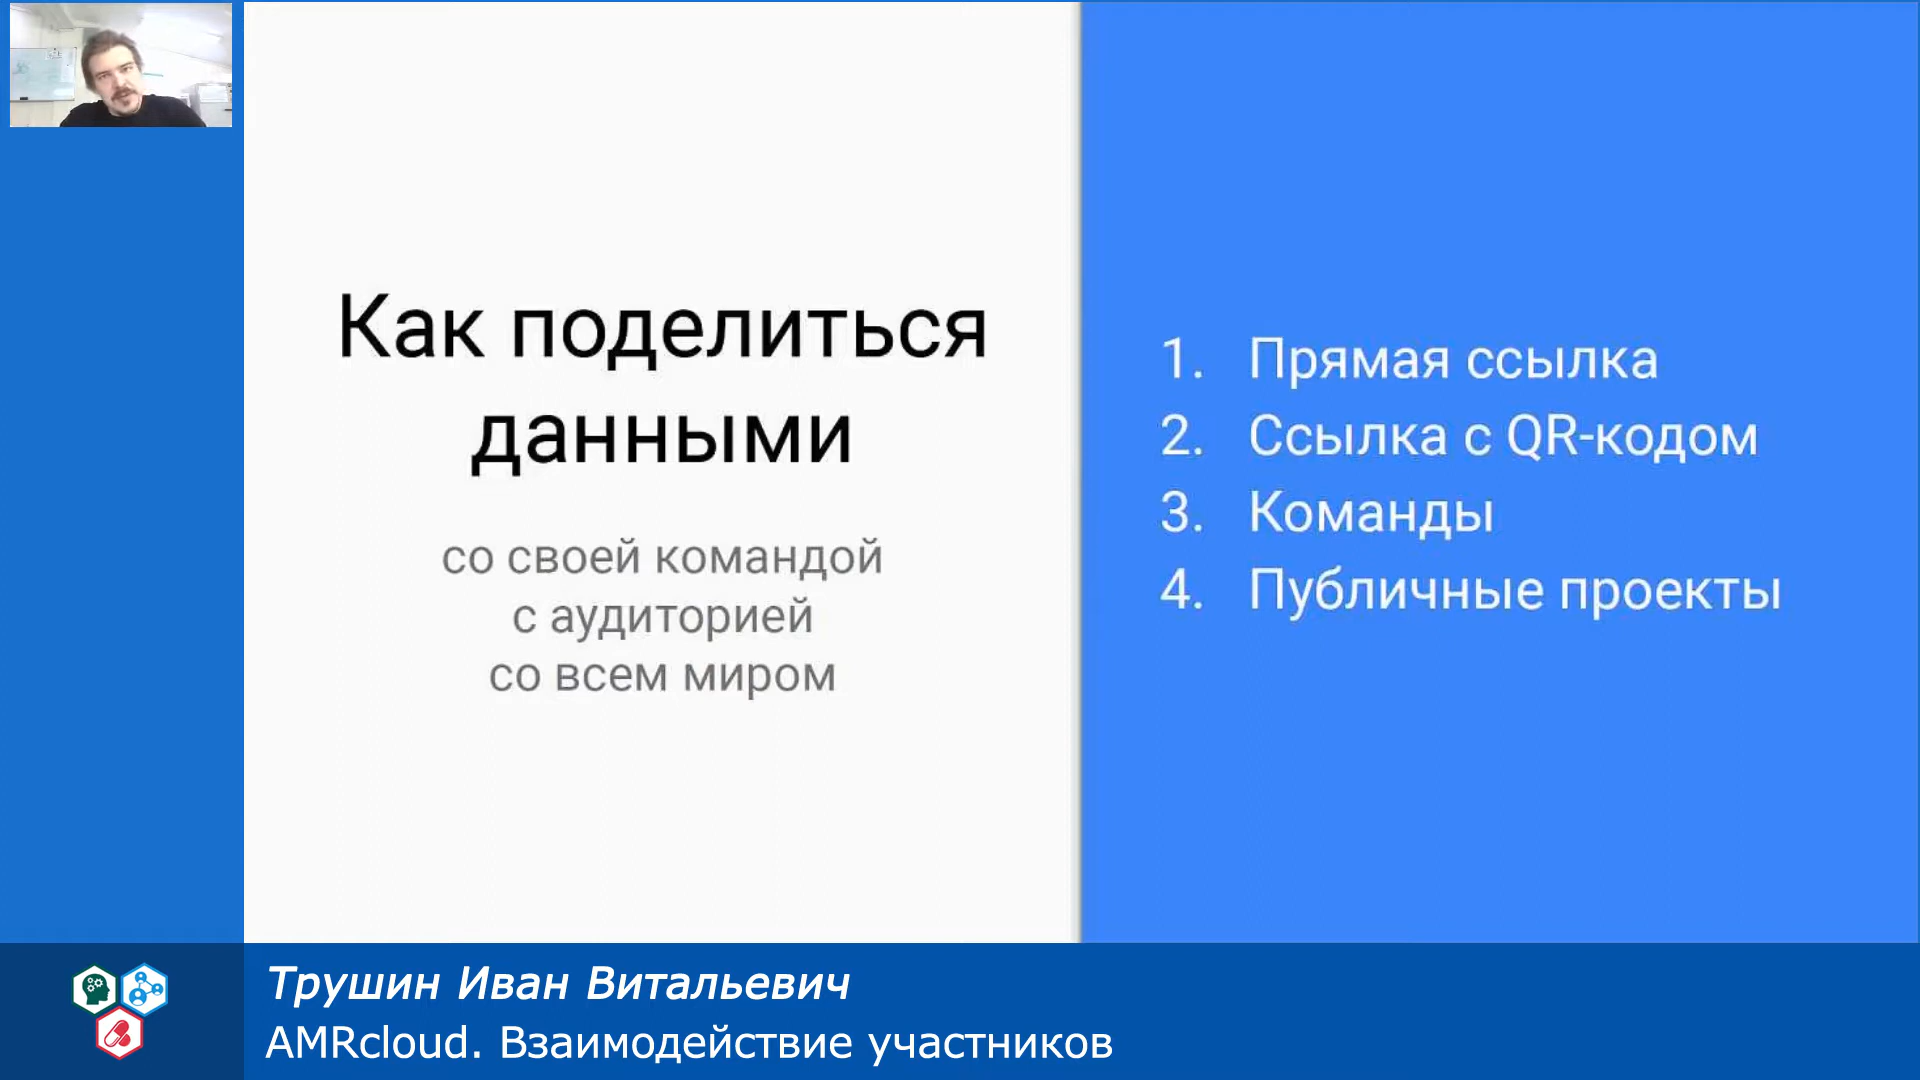 Как поделиться
данными
со своей командой
с аудиторией
со всем миром
1. Прямая ссылка
2. Ссылка с QR-кодом
3. Команды
4. Публичные проекты
Трушин Иван Витальевич
AMRcloud. Взаимодействие участников